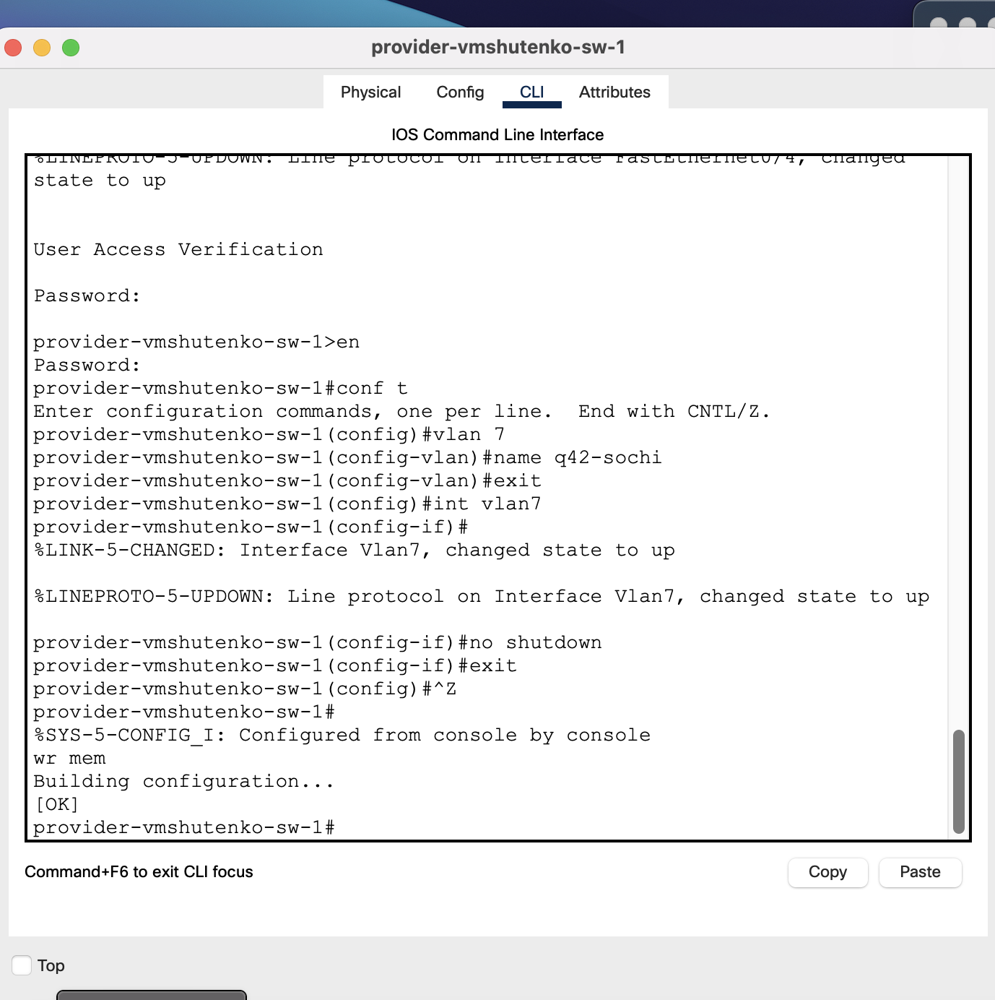 provider-vmshutenko-sw-1
Physical Config CLI Attributes
IOS Command Line Interface
%LINEPROTO-5-UPDOWN: Line protocol on Interface FastEthernet0/4, changed
state to up
User Access Verification
Password:
provider-vmshutenko-sw-1>en
Password:
provider-vmshutenko-sw-1#conf t
Enter configuration commands, one per line.  End with CNTL/Z.
provider-vmshutenko-sw-1(config)#vlan 7
provider-vmshutenko-sw-1(config-vlan)#name q42-sochi
provider-vmshutenko-sw-1(config-vlan)#exit
provider-vmshutenko-sw-1(config)#int vlan7
provider-vmshutenko-sw-1(config-if)#
%LINK-5-CHANGED: Interface Vlan7, changed state to up
%LINEPROTO-5-UPDOWN: Line protocol on Interface Vlan7, changed state to up
provider-vmshutenko-sw-1(config-if)#no shutdown
provider-vmshutenko-sw-1(config-if)#exit
provider-vmshutenko-sw-1(config)#^Z
provider-vmshutenko-sw-1#
%SYS-5-CONFIG_I: Configured from console by console
wr mem
Building configuration...
[OK]
provider-vmshutenko-sw-1#
Command+F6 to exit CLI focus
Copy Paste
Top